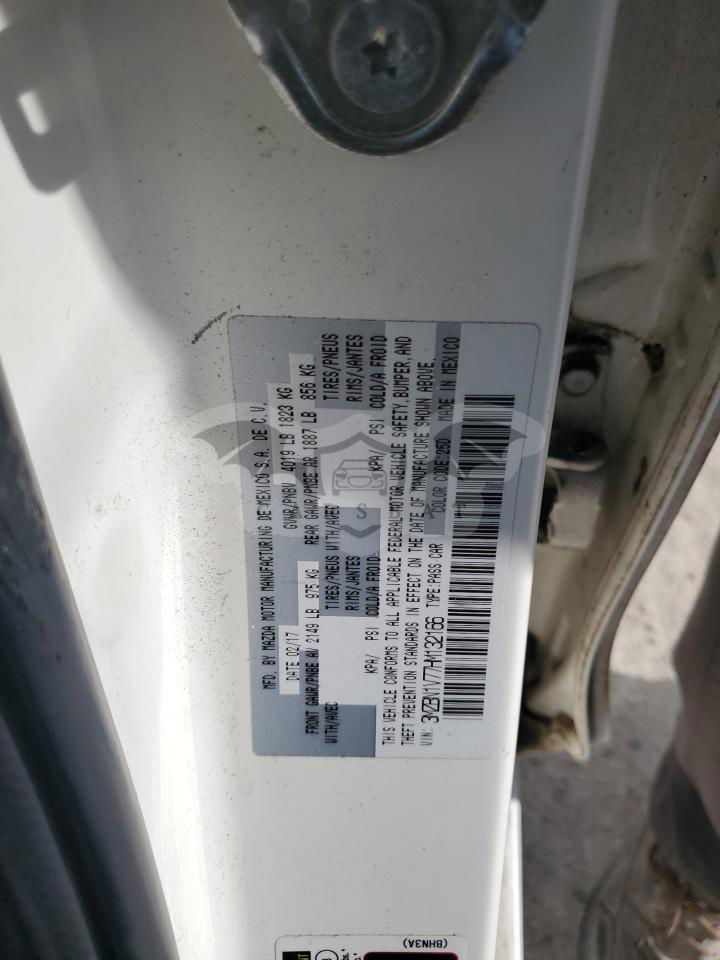 MFD. BY MAZDA MOTOR MANUFACTURING DE MEXICO S.A. DE C.V.
DATE 02/17 GVWR/PNBV 4019 LB 1823 KG
FRONT GAWR/PNBE AV 2149 LB 975 KG REAR GAWR/PNBE AR 1887 LB 856 KG
WITH/AVEC TIRES/PNEUS WITH/AVEC TIRES/PNEUS
RIMS/JANTES RIMS/JANTES
KPA/ PSI COLD/A FROID KPA/ PSI COLD/A FROID
THIS VEHICLE CONFORMS TO ALL APPLICABLE FEDERAL MOTOR VEHICLE SAFETY, BUMPER, AND
THEFT PREVENTION STANDARDS IN EFFECT ON THE DATE OF MANUFACTURE SHOWN ABOVE.
VIN: 3MZBN1V77HM132166 TYPE:PASS CAR COLOR CODE:25D MADE IN MEXICO
(BHN3A)